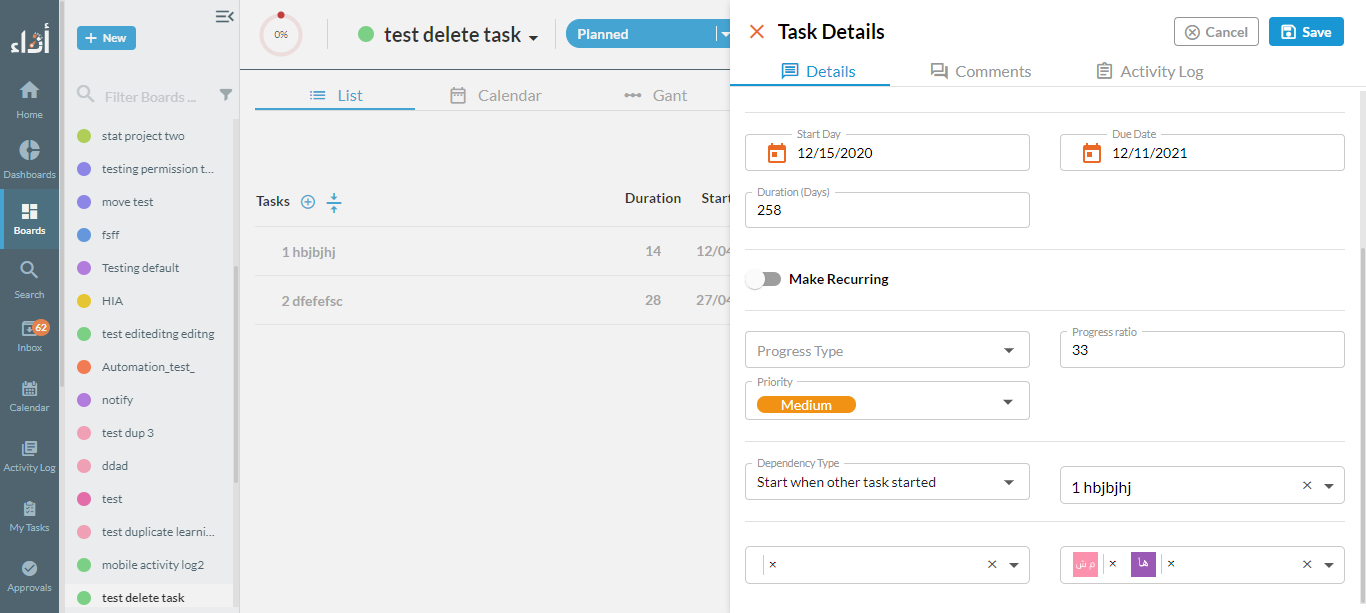 أداء
Home
Dashboards
Boards
Search
62
Inbox
Calendar
Activity Log
My Tasks
Approvals
+ New
Filter Boards ...
stat project two
testing permission t...
move test
fsff
Testing default
HIA
test editeditng editng
Automation_test_
notify
test dup 3
ddad
test
test duplicate learni...
mobile activity log2
test delete task
0%
test delete task
Planned
List
Calendar
Gant
Tasks
Duration
Start
1 hbjbjhj
14
12/04
2 dfefefsc
28
27/04
Task Details
Cancel
Save
Details
Comments
Activity Log
Start Day
12/15/2020
Due Date
12/11/2021
Duration (Days)
258
Make Recurring
Progress Type
Progress ratio
33
Priority
Medium
Dependency Type
Start when other task started
1 hbjbjhj
م ش
ها